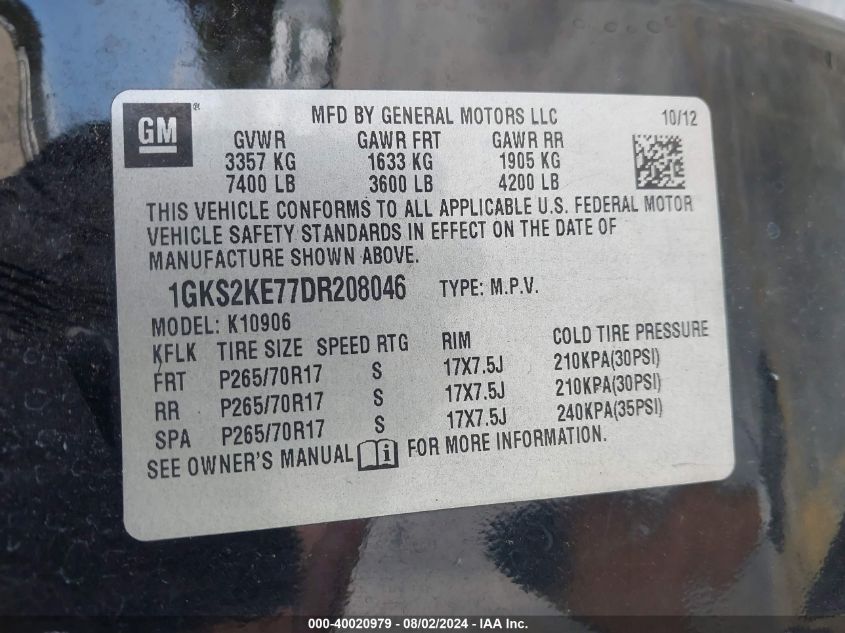 GM ® MFD BY GENERAL MOTORS LLC 10/12
GVWR GAWR FRT GAWR RR
3357 KG 1633 KG 1905 KG
7400 LB 3600 LB 4200 LB
THIS VEHICLE CONFORMS TO ALL APPLICABLE U.S. FEDERAL MOTOR
VEHICLE SAFETY STANDARDS IN EFFECT ON THE DATE OF
MANUFACTURE SHOWN ABOVE.
1GKS2KE77DR208046 TYPE: M.P.V.
MODEL: K10906
KFLK TIRE SIZE SPEED RTG RIM COLD TIRE PRESSURE
FRT P265/70R17 S 17X7.5J 210KPA(30PSI)
RR P265/70R17 S 17X7.5J 210KPA(30PSI)
SPA P265/70R17 S 17X7.5J 240KPA(35PSI)
SEE OWNER'S MANUAL i FOR MORE INFORMATION.
000-40020979 - 08/02/2024 - IAA Inc.